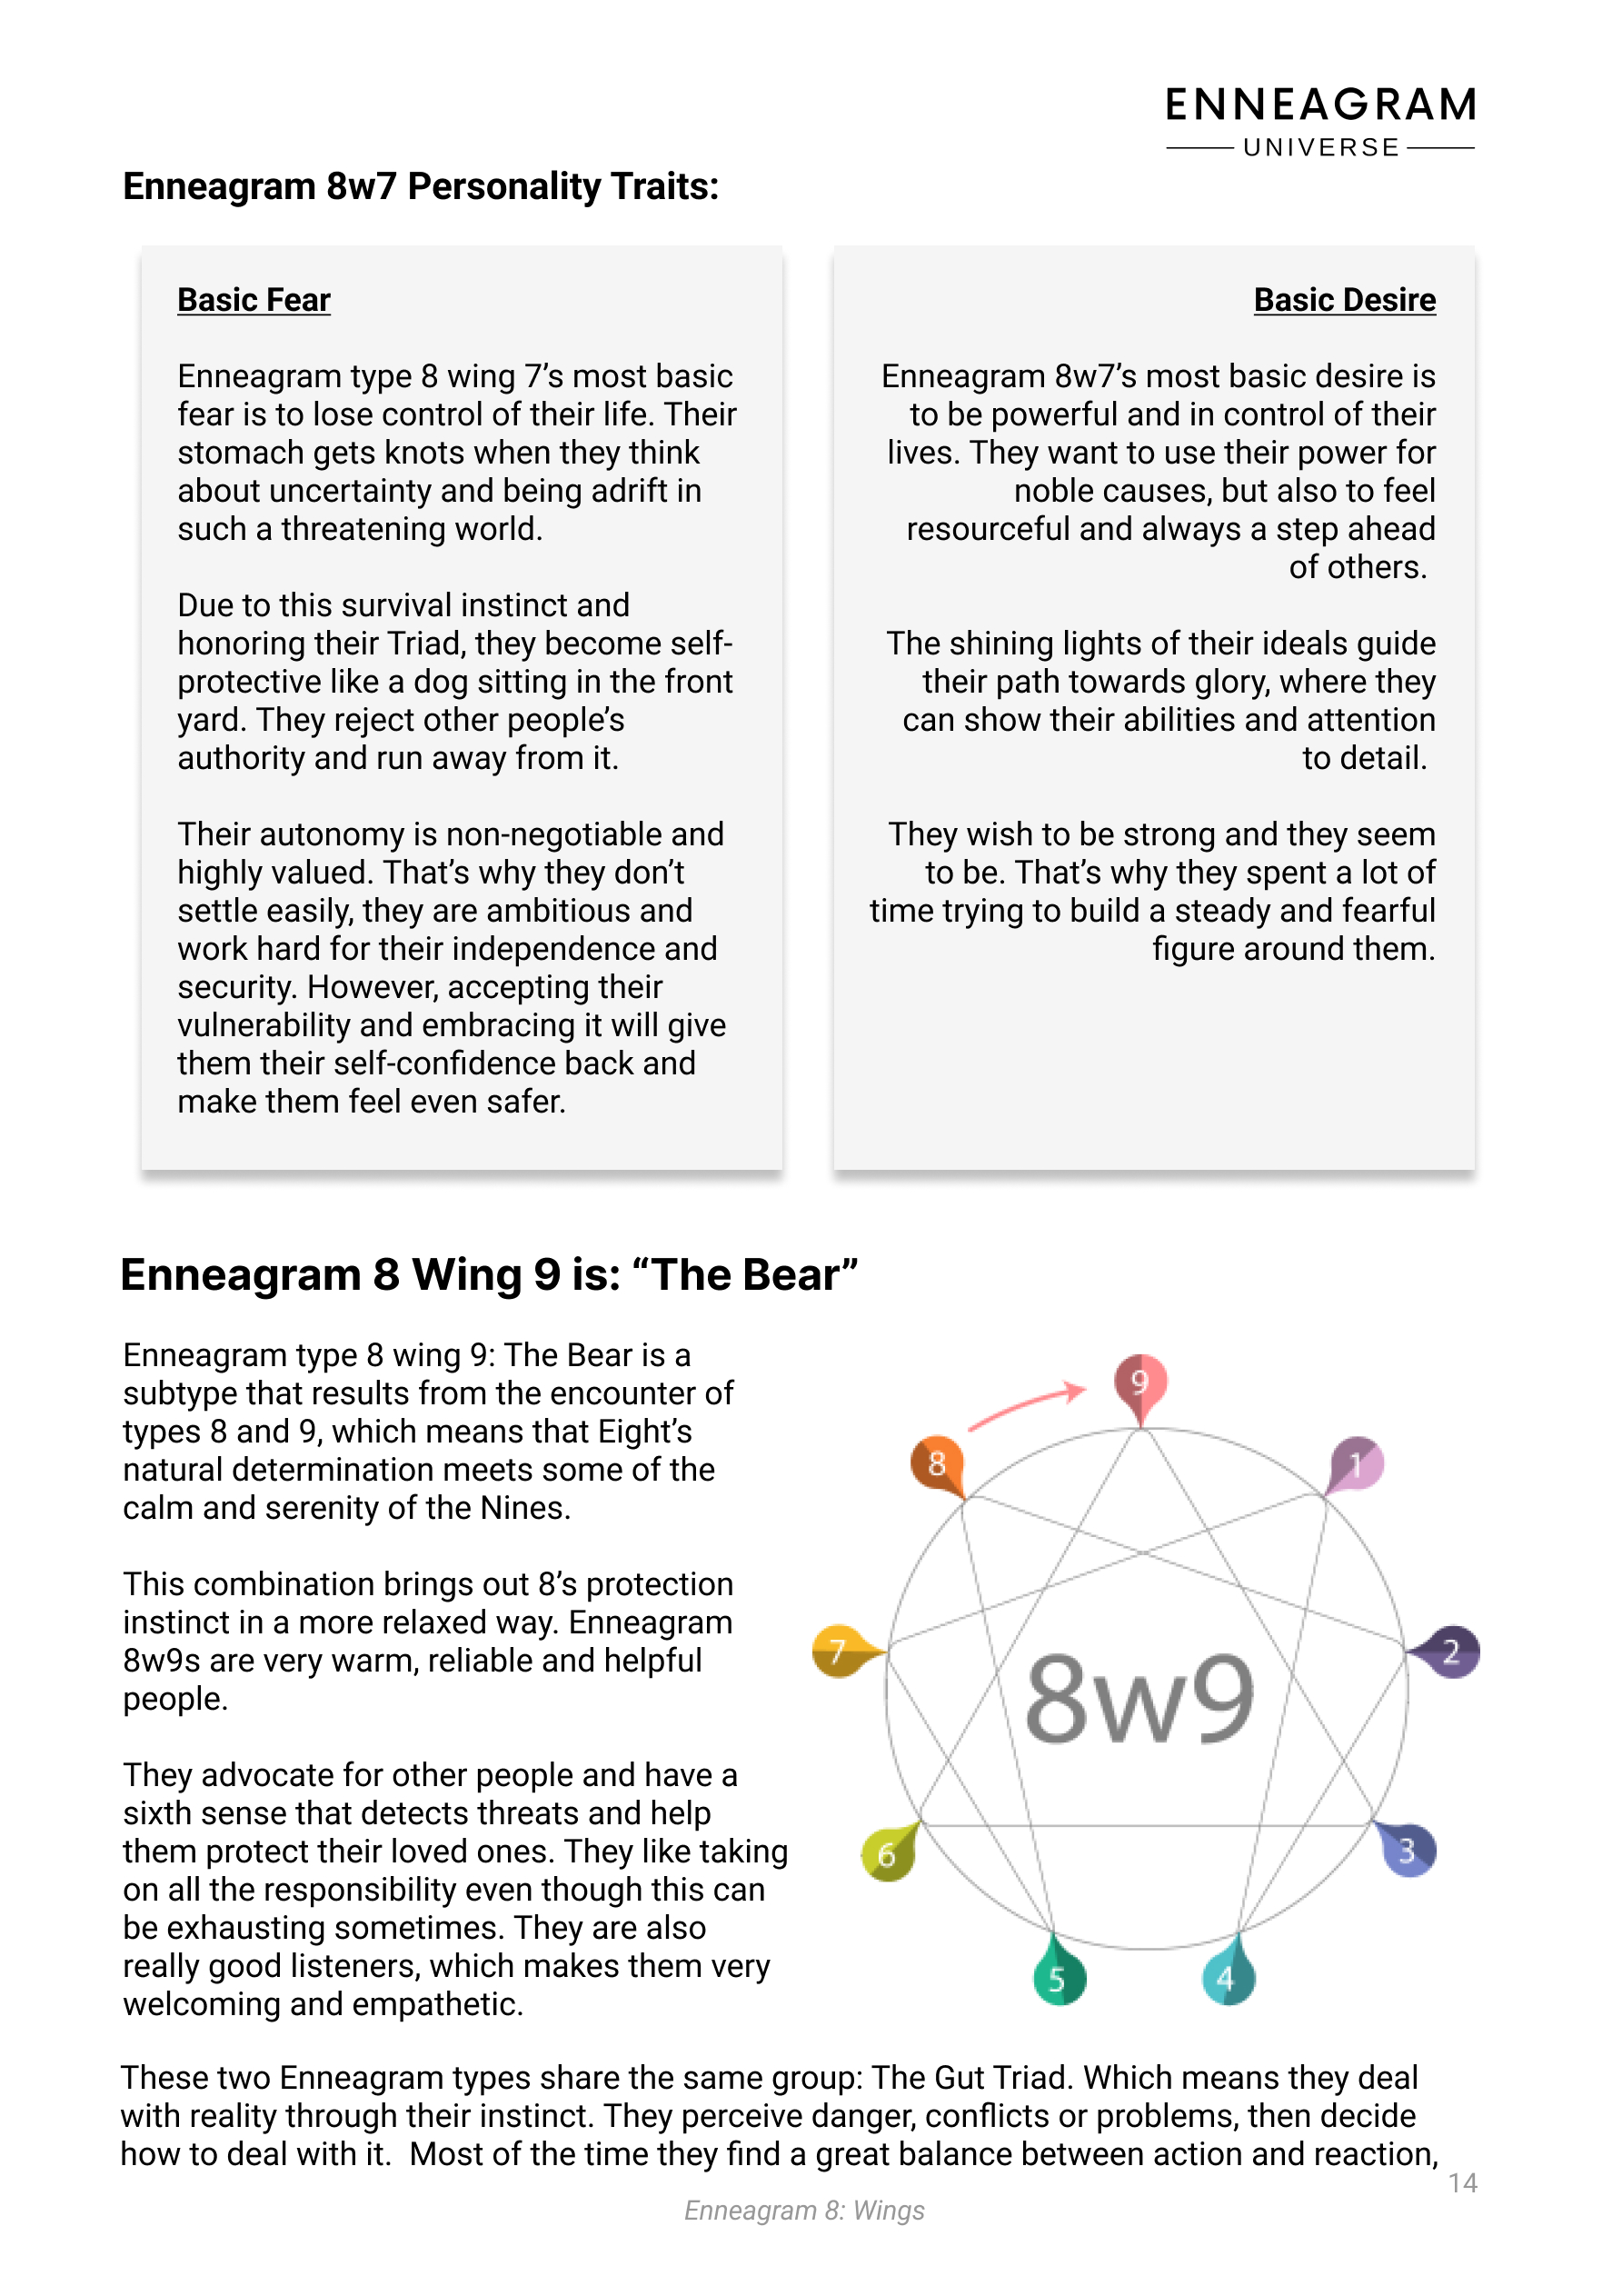 ENNEAGRAM
UNIVERSE
Enneagram 8w7 Personality Traits:
Basic Fear
Enneagram type 8 wing 7’s most basic
fear is to lose control of their life. Their
stomach gets knots when they think
about uncertainty and being adrift in
such a threatening world.
Due to this survival instinct and
honoring their Triad, they become self-
protective like a dog sitting in the front
yard. They reject other people’s
authority and run away from it.
Their autonomy is non-negotiable and
highly valued. That’s why they don’t
settle easily, they are ambitious and
work hard for their independence and
security. However, accepting their
vulnerability and embracing it will give
them their self-confidence back and
make them feel even safer.
Basic Desire
Enneagram 8w7’s most basic desire is
to be powerful and in control of their
lives. They want to use their power for
noble causes, but also to feel
resourceful and always a step ahead
of others.
The shining lights of their ideals guide
their path towards glory, where they
can show their abilities and attention
to detail.
They wish to be strong and they seem
to be. That’s why they spent a lot of
time trying to build a steady and fearful
figure around them.
Enneagram 8 Wing 9 is: “The Bear”
Enneagram type 8 wing 9: The Bear is a
subtype that results from the encounter of
types 8 and 9, which means that Eight’s
natural determination meets some of the
calm and serenity of the Nines.
This combination brings out 8’s protection
instinct in a more relaxed way. Enneagram
8w9s are very warm, reliable and helpful
people.
They advocate for other people and have a
sixth sense that detects threats and help
them protect their loved ones. They like taking
on all the responsibility even though this can
be exhausting sometimes. They are also
really good listeners, which makes them very
welcoming and empathetic.
9
8
1
7
2
8w9
6
3
5
4
These two Enneagram types share the same group: The Gut Triad. Which means they deal
with reality through their instinct. They perceive danger, conflicts or problems, then decide
how to deal with it.  Most of the time they find a great balance between action and reaction,
14
Enneagram 8: Wings